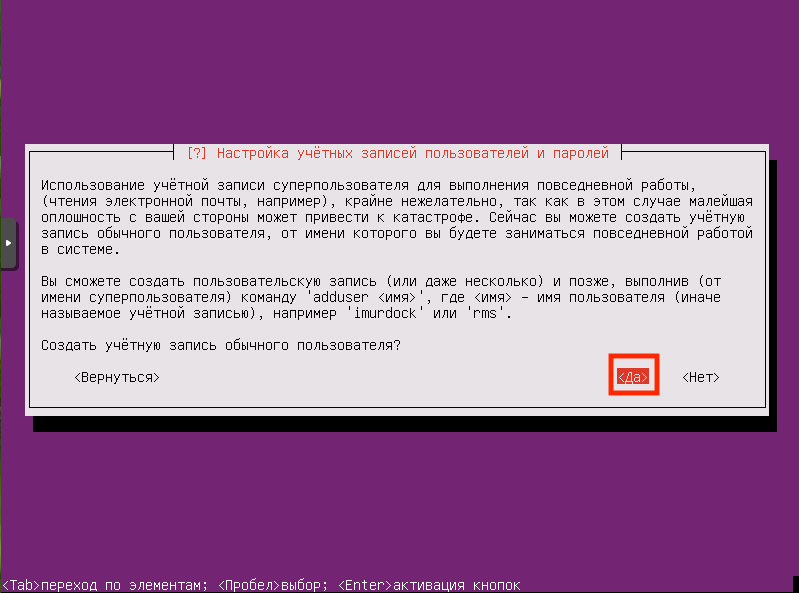 [?] Настройка учётных записей пользователей и паролей
Использование учётной записи суперпользователя для выполнения повседневной работы,
(чтения электронной почты, например), крайне нежелательно, так как в этом случае малейшая
оплошность с вашей стороны может привести к катастрофе. Сейчас вы можете создать учётную
запись обычного пользователя, от имени которого вы будете заниматься повседневной работой
в системе.
Вы сможете создать пользовательскую запись (или даже несколько) и позже, выполнив (от
имени суперпользователя) команду 'adduser <имя>', где <имя> – имя пользователя (иначе
называемое учётной записью), например 'imurdock' или 'rms'.
Создать учётную запись обычного пользователя?
<Вернуться> <Да> <Нет>
<Tab>переход по элементам; <Пробел>выбор; <Enter>активация кнопок